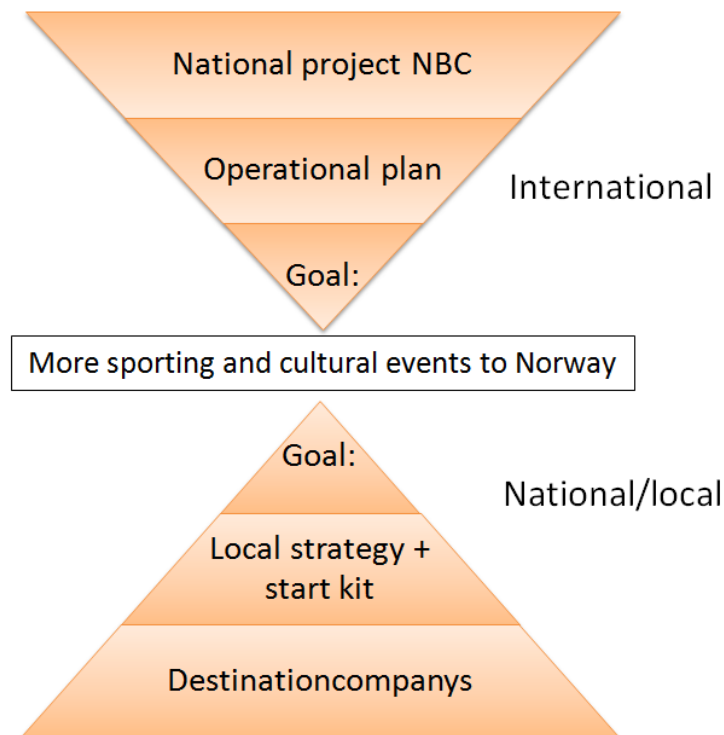 National project NBC
Operational plan
International
Goal:
More sporting and cultural events to Norway
Goal:
National/local
Local strategy +
start kit
Destinationcompanys